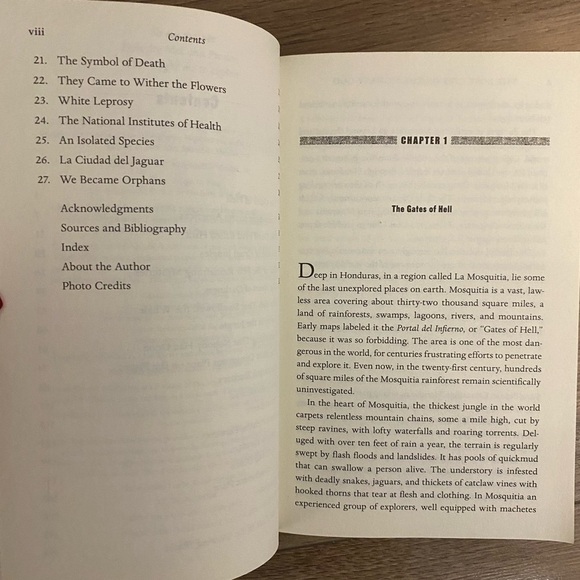 viii
Contents
21. The Symbol of Death
22. They Came to Wither the Flowers
23. White Leprosy
24. The National Institutes of Health
25. An Isolated Species
26. La Ciudad del Jaguar
27. We Became Orphans
Acknowledgments
Sources and Bibliography
Index
About the Author
Photo Credits
CHAPTER 1
The Gates of Hell
Deep in Honduras, in a region called La Mosquitia, lie some
of the last unexplored places on earth. Mosquitia is a vast, law-
less area covering about thirty-two thousand square miles, a
land of rainforests, swamps, lagoons, rivers, and mountains.
Early maps labeled it the Portal del Infierno, or “Gates of Hell,”
because it was so forbidding. The area is one of the most dan-
gerous in the world, for centuries frustrating efforts to penetrate
and explore it. Even now, in the twenty-first century, hundreds
of square miles of the Mosquitia rainforest remain scientifically
uninvestigated.
In the heart of Mosquitia, the thickest jungle in the world
carpets relentless mountain chains, some a mile high, cut by
steep ravines, with lofty waterfalls and roaring torrents. Del-
uged with over ten feet of rain a year, the terrain is regularly
swept by flash floods and landslides. It has pools of quickmud
that can swallow a person alive. The understory is infested
with deadly snakes, jaguars, and thickets of catclaw vines with
hooked thorns that tear at flesh and clothing. In Mosquitia an
experienced group of explorers, well equipped with machetes